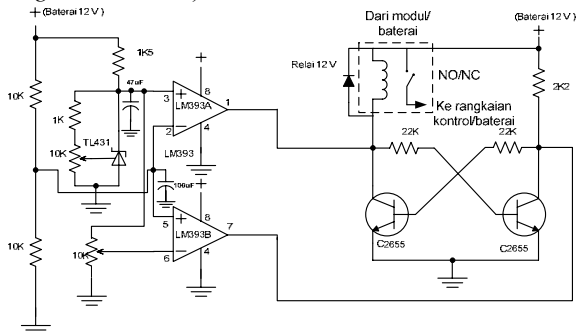 (Baterai 12 V)
Dari modul/
baterai
(Baterai 12 V)
1K5
Relai 12 V
47uF
8
10K
3
LM393A
1
NO/NC
2K2
1K
2
4
Ke rangkaian
kontrol/baterai
TL431
10K
LM393
22K
22K
100uF
8
5
LM393B
7
C2655
C2655
10K
10K
6
4